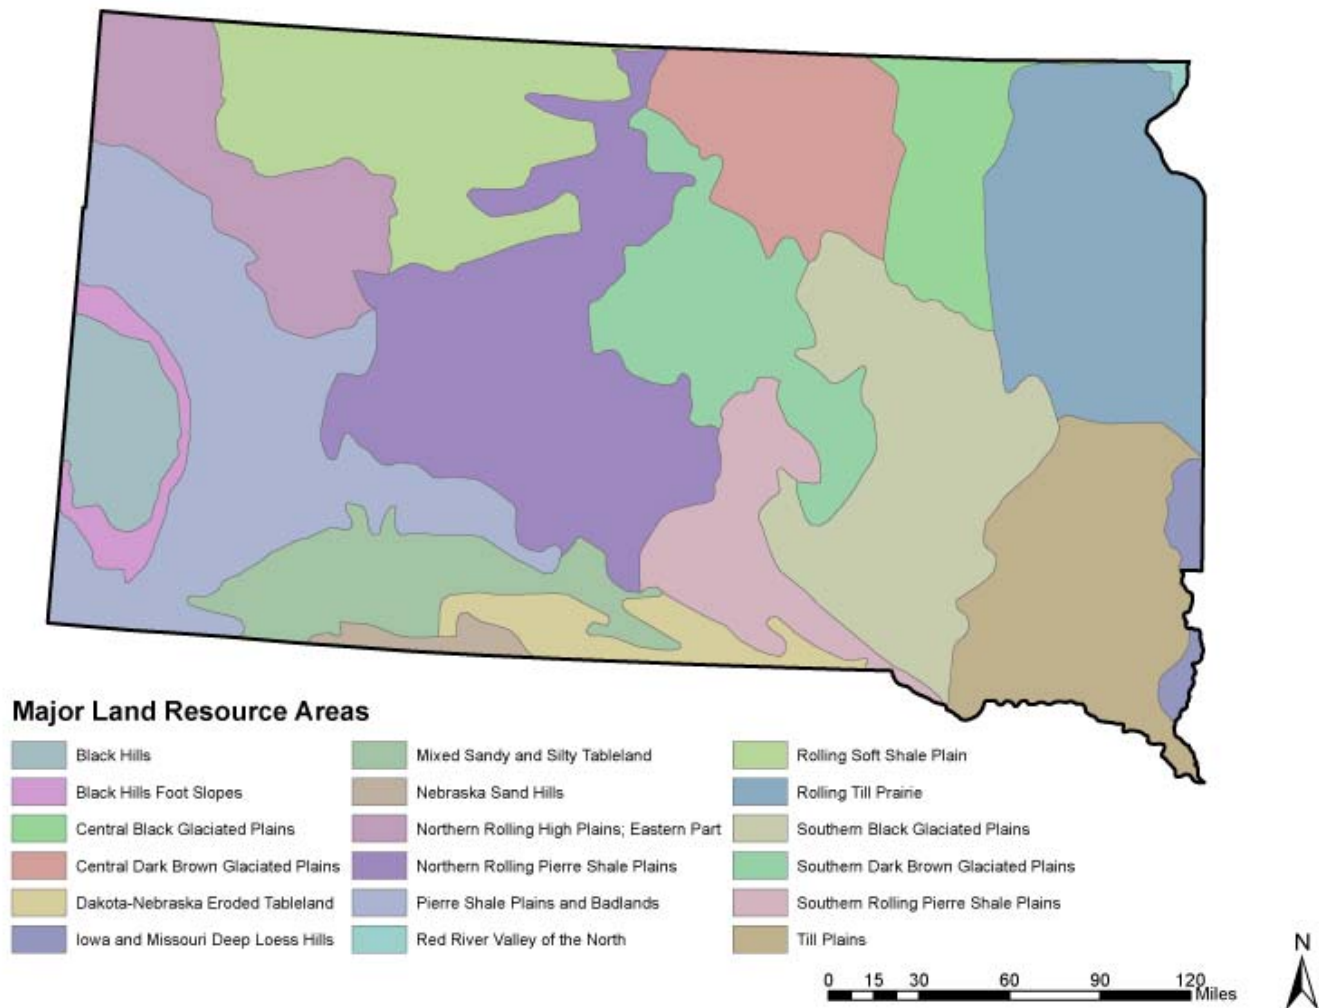 Major Land Resource Areas
Black Hills
Black Hills Foot Slopes
Central Black Glaciated Plains
Central Dark Brown Glaciated Plains
Dakota-Nebraska Eroded Tableland
Iowa and Missouri Deep Loess Hills
Mixed Sandy and Silty Tableland
Nebraska Sand Hills
Northern Rolling High Plains; Eastern Part
Northern Rolling Pierre Shale Plains
Pierre Shale Plains and Badlands
Red River Valley of the North
Rolling Soft Shale Plain
Rolling Till Prairie
Southern Black Glaciated Plains
Southern Dark Brown Glaciated Plains
Southern Rolling Pierre Shale Plains
Till Plains
N
0 15 30 60 90 120
Miles